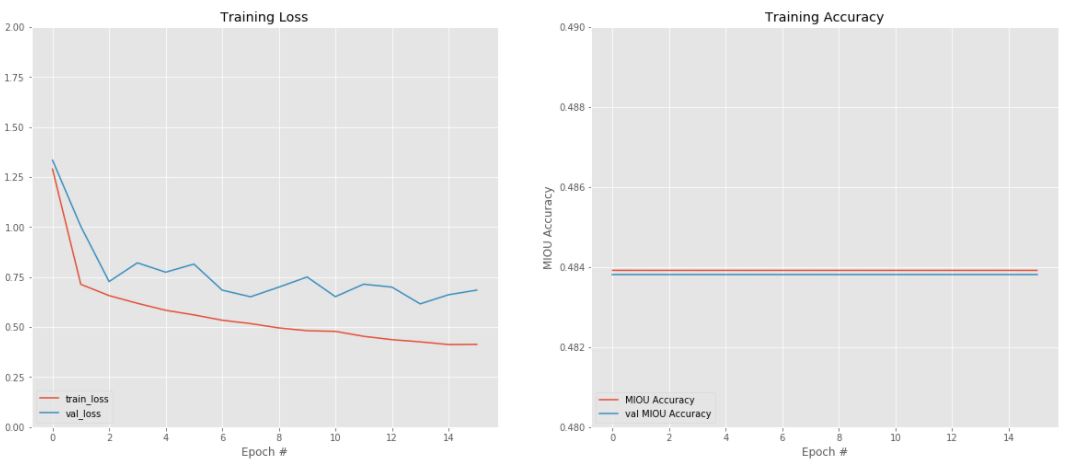 Training Loss
2.00
1.75
1.50
1.25
1.00
0.75
0.50
0.25
0.00
train_loss
val_loss
0 2 4 6 8 10 12 14
Epoch #
Training Accuracy
MIOU Accuracy
0.490
0.488
0.486
0.484
0.482
0.480
MIOU Accuracy
val MIOU Accuracy
0 2 4 6 8 10 12 14
Epoch #